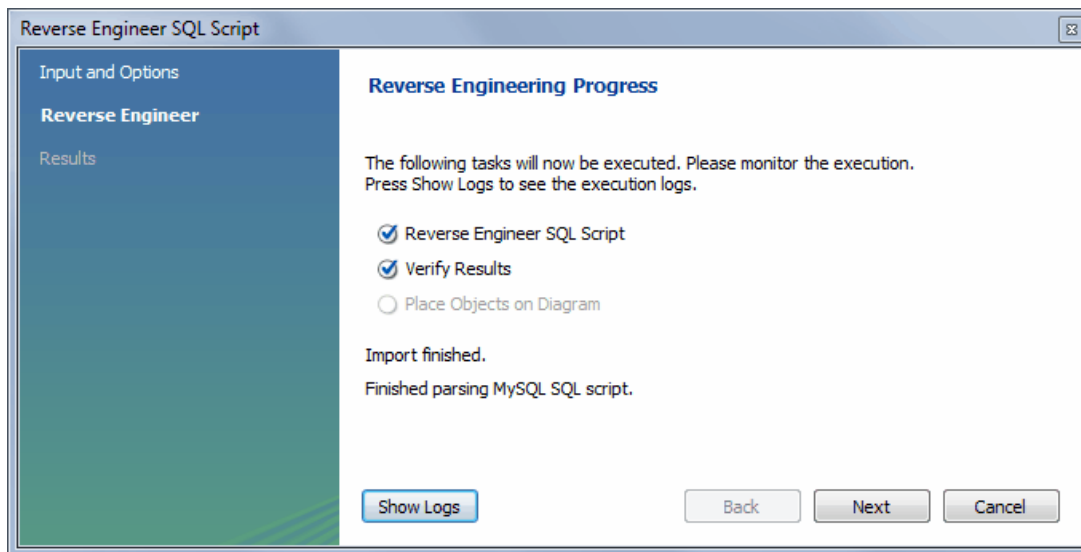 Reverse Engineer SQL Script
Input and Options
Reverse Engineer
Results
Reverse Engineering Progress
The following tasks will now be executed. Please monitor the execution.
Press Show Logs to see the execution logs.
Reverse Engineer SQL Script
Verify Results
Place Objects on Diagram
Import finished.
Finished parsing MySQL SQL script.
Show Logs
Back
Next
Cancel